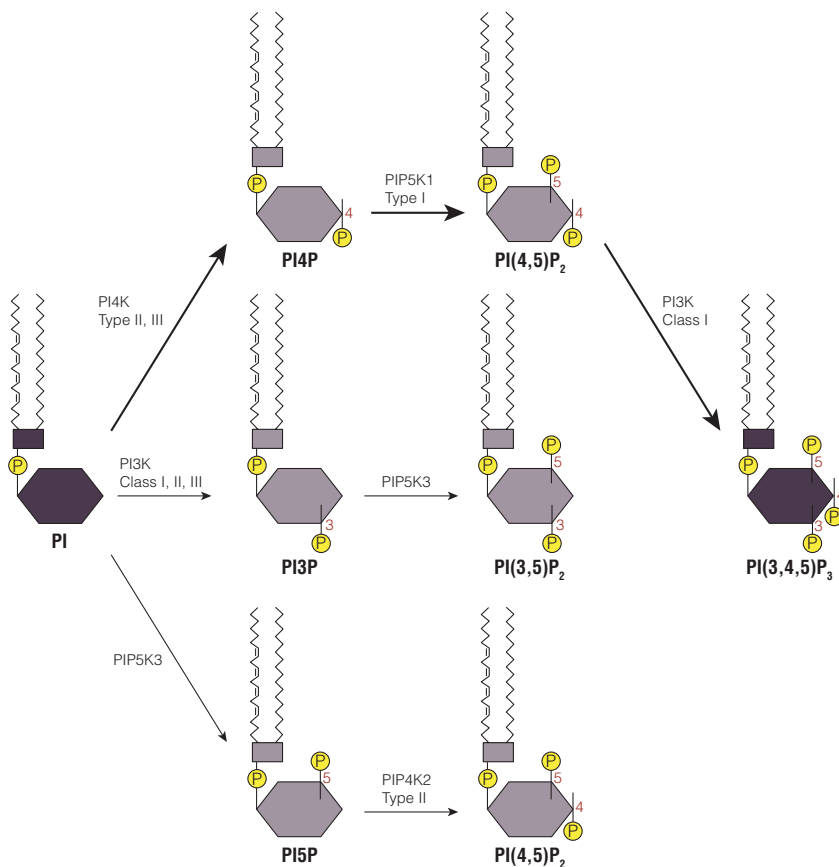 P
PIP5K1
Type I
5
P
4
P
4
P
PI4P
PI(4,5)P₂
PI4K
Type II, III
PI3K
Class I
P
PI3K
Class I, II, III
P
3
P
PI3P
PIP5K3
P
P
5
3
P
PI(3,5)P₂
P
P
5
4
P
3
P
PI(3,4,5)P₃
PI
PIP5K3
P
P
5
PI5P
PIP4K2
Type II
P
P
5
4
P
PI(4,5)P₂